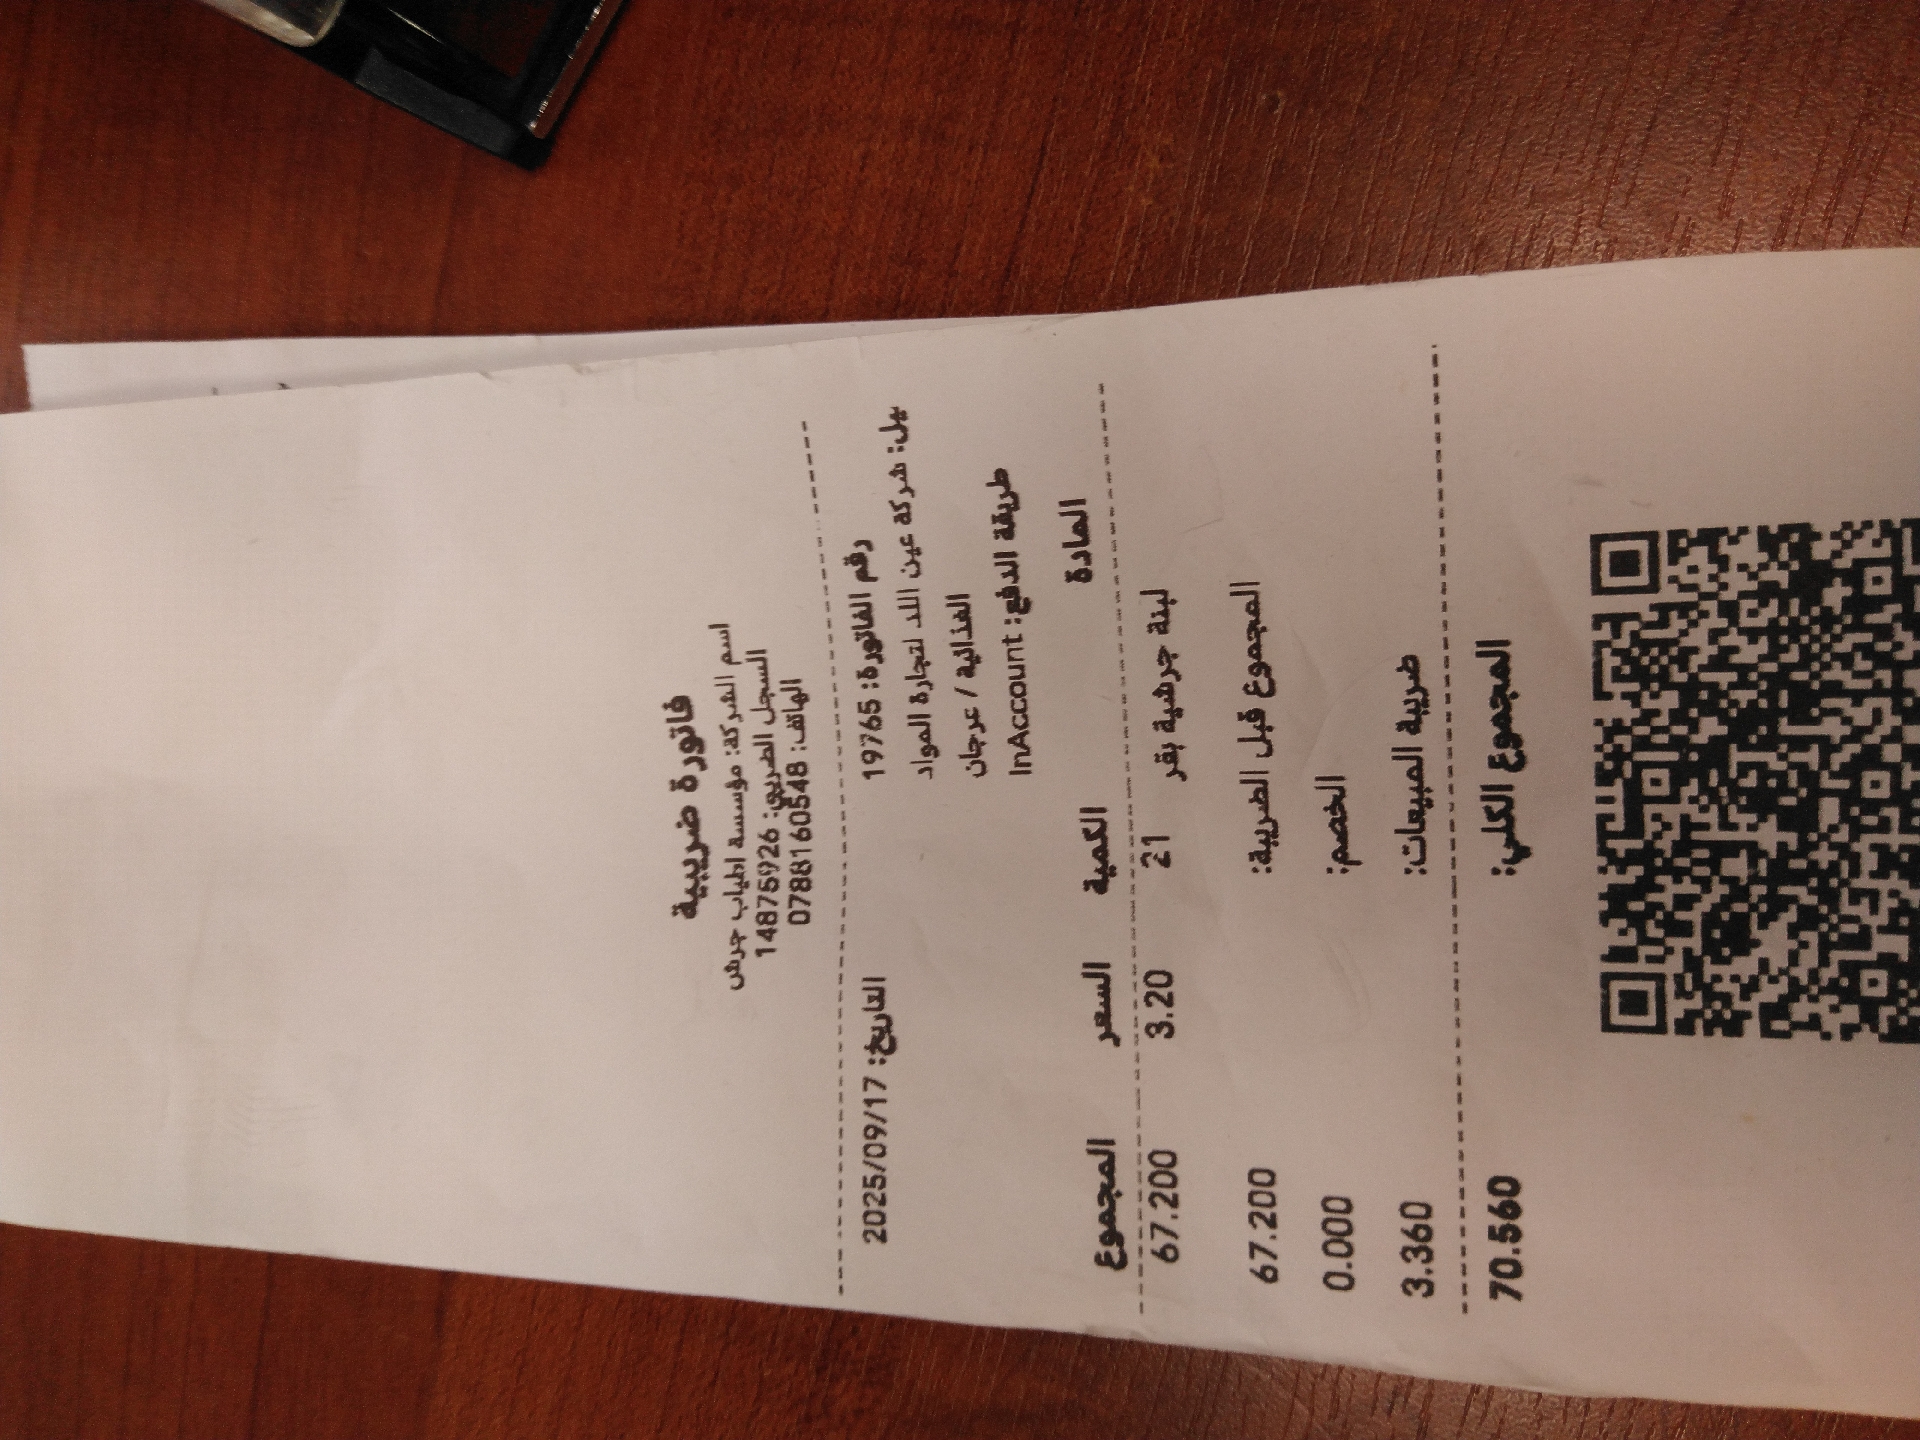 فاتورة ضريبية
اسم الشركة: مؤسسة اطياب جرش
السجل الضريبي: 14875926
الهاتف: 0788160548
رقم الفاتورة: 19765 التاريخ: 2025/09/17
بيل: شركة عين اللد لتجارة المواد
الغذائية / عرجان
طريقة الدفع: InAccount
المادة الكمية السعر المجموع
لبنة جرشية بقر 21 3.20 67.200
المجموع قبل الضريبة: 67.200
الخصم: 0.000
ضريبة المبيعات: 3.360
المجموع الكلي: 70.560